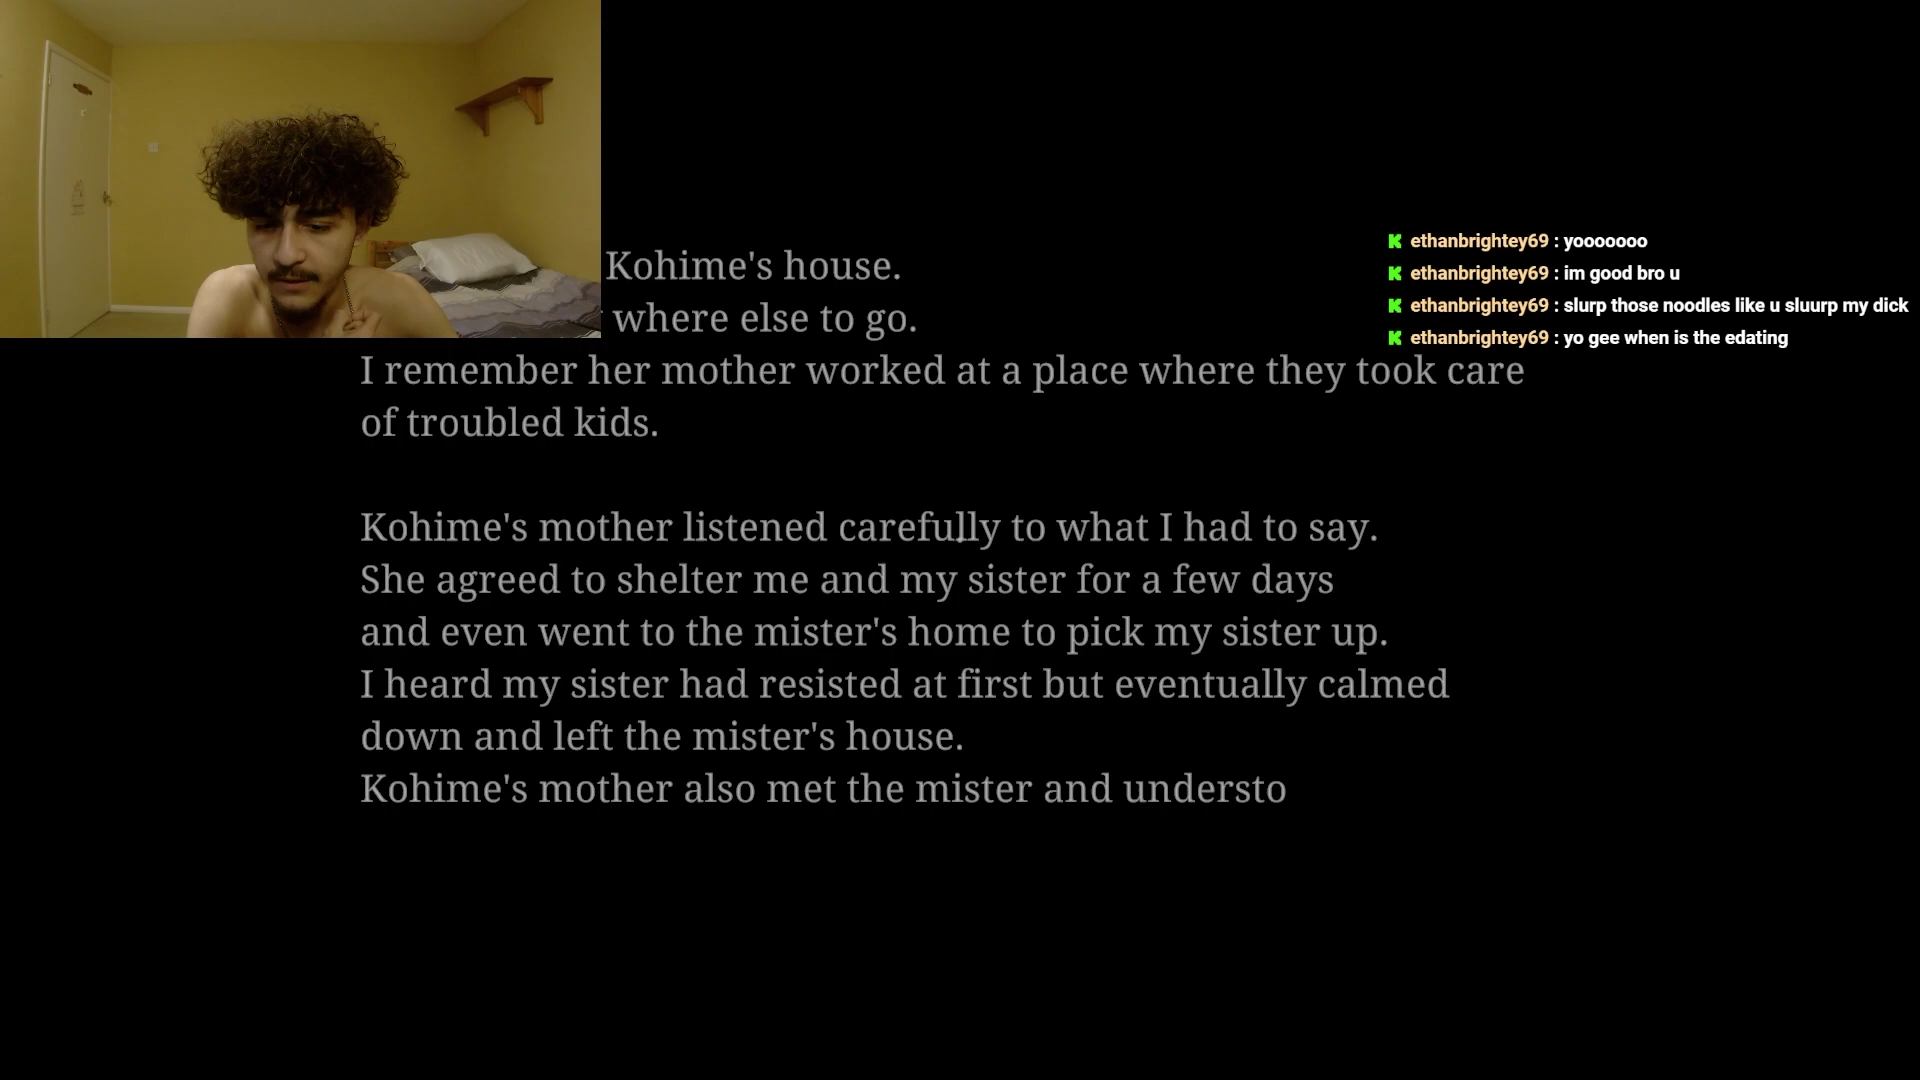 Kohime's house.
where else to go.
I remember her mother worked at a place where they took care
of troubled kids.
Kohime's mother listened carefully to what I had to say.
She agreed to shelter me and my sister for a few days
and even went to the mister's home to pick my sister up.
I heard my sister had resisted at first but eventually calmed
down and left the mister's house.
Kohime's mother also met the mister and understo
ethanbrightey69 : yooooooo
ethanbrightey69 : im good bro u
ethanbrightey69 : slurp those noodles like u sluurp my dick
ethanbrightey69 : yo gee when is the edating